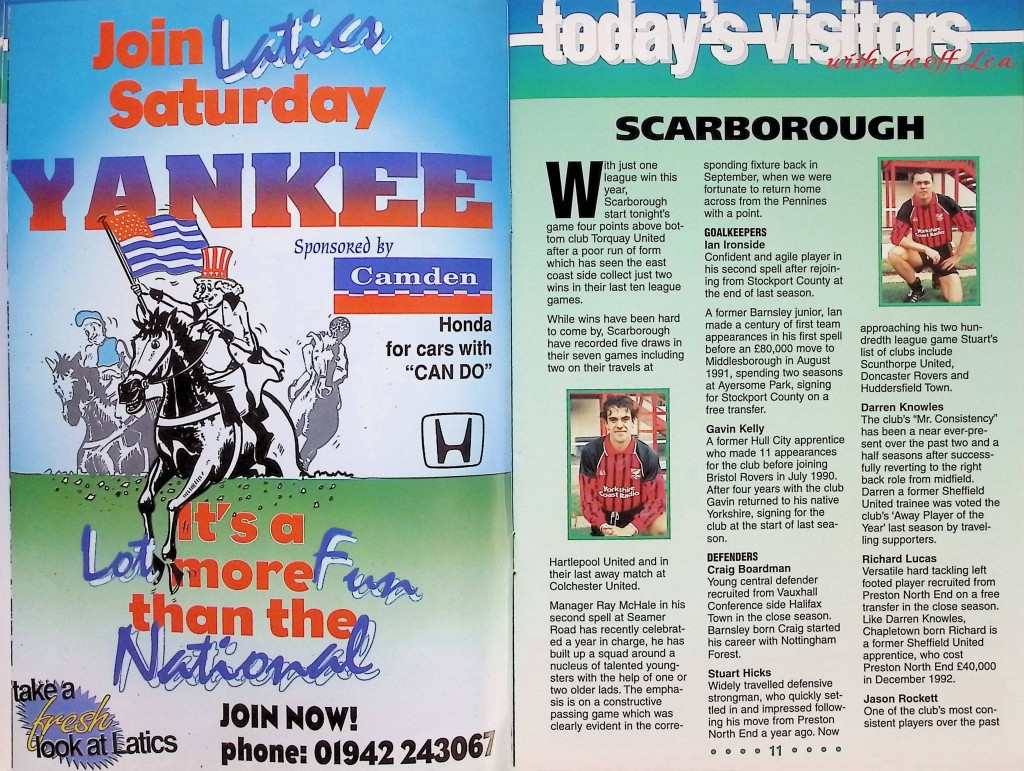 Join Latics
Saturday
YANKEE
Sponsored by
Camden
Honda
for cars with
"CAN DO"
It's a
Lot more Fun
than the
National
take a
fresh
look at Latics
JOIN NOW!
phone: 01942 243067
today's visitors
with Geoff Lea
SCARBOROUGH
With just one
league win this
year,
Scarborough
start tonight's
game four points above bot-
tom club Torquay United
after a poor run of form
which has seen the east
coast side collect just two
wins in their last ten league
games.
While wins have been hard
to come by, Scarborough
have recorded five draws in
their seven games including
two on their travels at
Yorkshire
Coast Radio
Hartlepool United and in
their last away match at
Colchester United.
Manager Ray McHale in his
second spell at Seamer
Road has recently celebrat-
ed a year in charge, he has
built up a squad around a
nucleus of talented young-
sters with the help of one or
two older lads. The empha-
sis is on a constructive
passing game which was
clearly evident in the corre-
sponding fixture back in
September, when we were
fortunate to return home
across from the Pennines
with a point.
GOALKEEPERS
Ian Ironside
Confident and agile player in
his second spell after rejoin-
ing from Stockport County at
the end of last season.
A former Barnsley junior, Ian
made a century of first team
appearances in his first spell
before an £80,000 move to
Middlesborough in August
1991, spending two seasons
at Ayersome Park, signing
for Stockport County on a
free transfer.
Gavin Kelly
A former Hull City apprentice
who made 11 appearances
for the club before joining
Bristol Rovers in July 1990.
After four years with the club
Gavin returned to his native
Yorkshire, signing for the
club at the start of last sea-
son.
DEFENDERS
Craig Boardman
Young central defender
recruited from Vauxhall
Conference side Halifax
Town in the close season.
Barnsley born Craig started
his career with Nottingham
Forest.
Stuart Hicks
Widely travelled defensive
strongman, who quickly set-
tled in and impressed follow-
ing his move from Preston
North End a year ago. Now
Yorkshire
Coast Radio
approaching his two hun-
dredth league game Stuart's
list of clubs include
Scunthorpe United,
Doncaster Rovers and
Huddersfield Town.
Darren Knowles
The club's "Mr. Consistency"
has been a near ever-pre-
sent over the past two and a
half seasons after success-
fully reverting to the right
back role from midfield.
Darren a former Sheffield
United trainee was voted the
club's 'Away Player of the
Year' last season by travel-
ling supporters.
Richard Lucas
Versatile hard tackling left
footed player recruited from
Preston North End on a free
transfer in the close season.
Like Darren Knowles,
Chapletown born Richard is
a former Sheffield United
apprentice, who cost
Preston North End £40,000
in December 1992.
Jason Rockett
One of the club's most con-
sistent players over the past
11